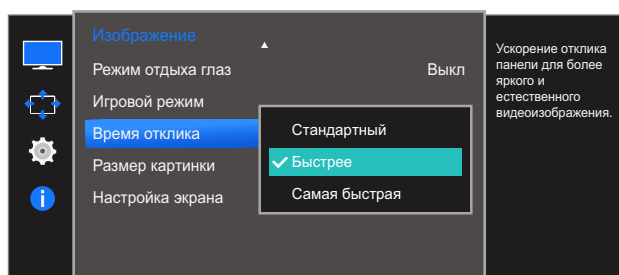 Изображение
Режим отдыха глаз Выкл
Игровой режим
Время отклика
Размер картинки
Настройка экрана
Стандартный
Быстрее
Самая быстрая
Ускорение отклика
панели для более
яркого и
естественного
видеоизображения.